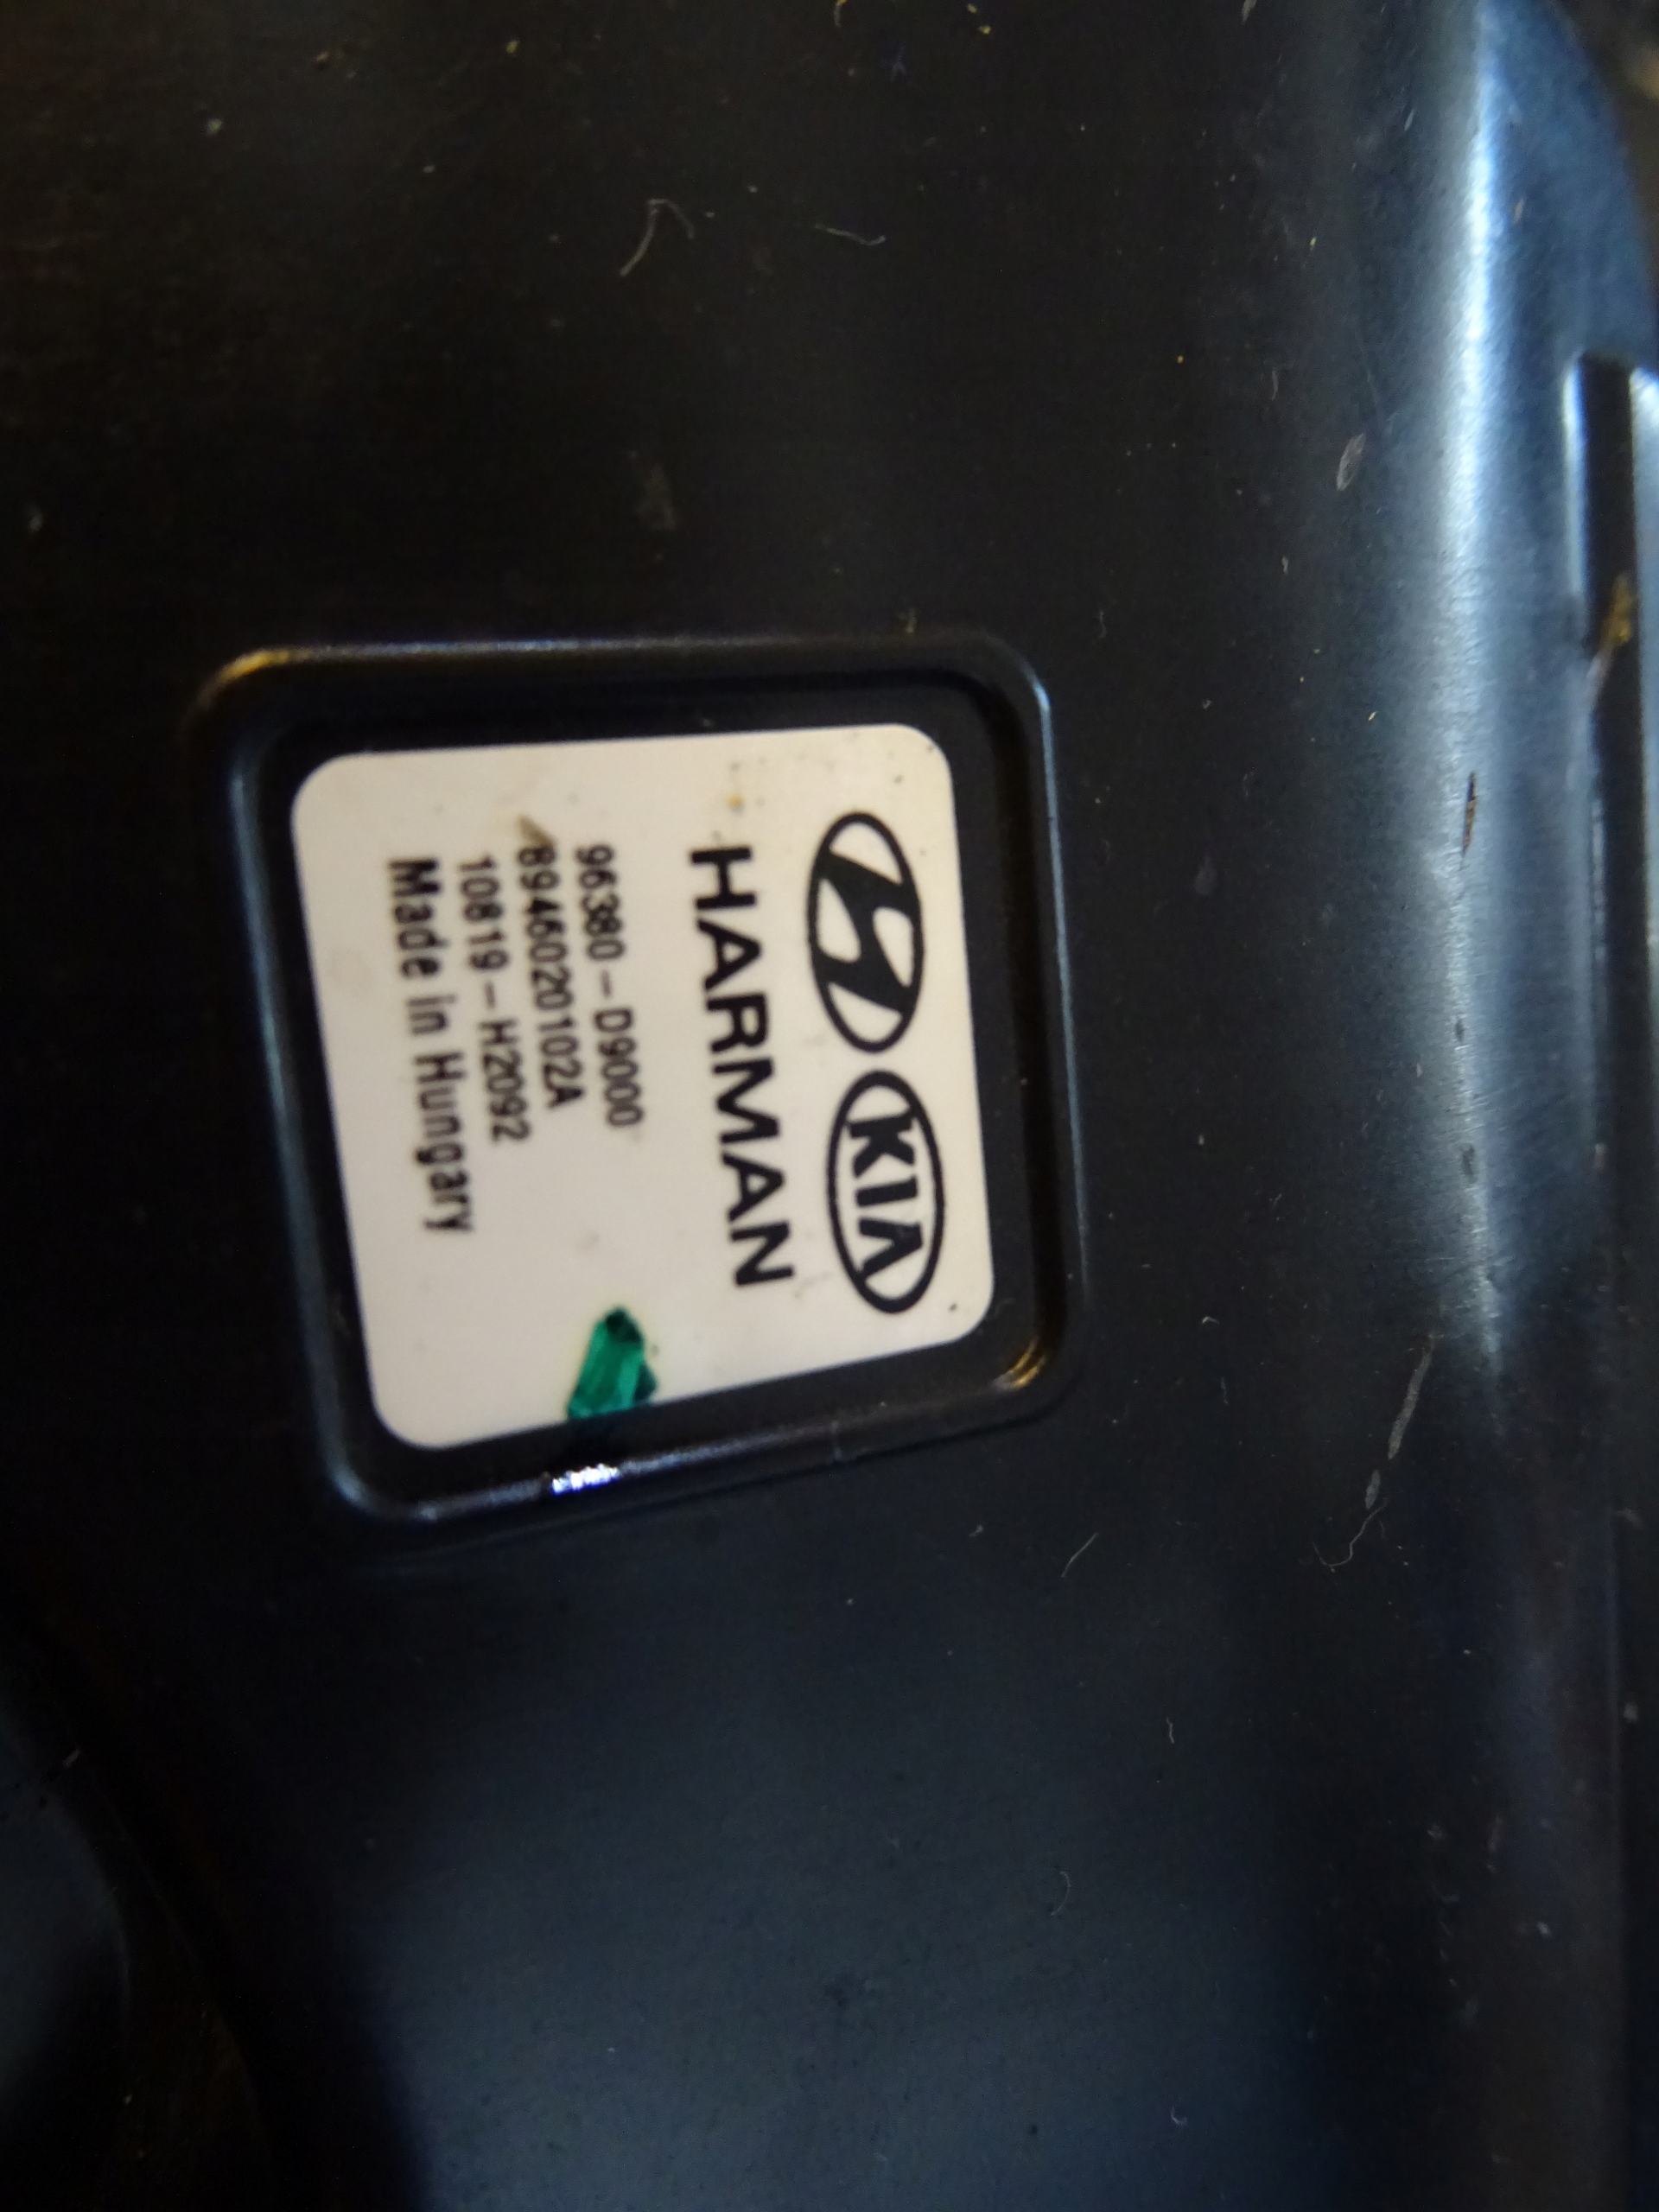 KIA
HARMAN
96380-D9000
89460201102A
10819-H2092
Made in Hungary